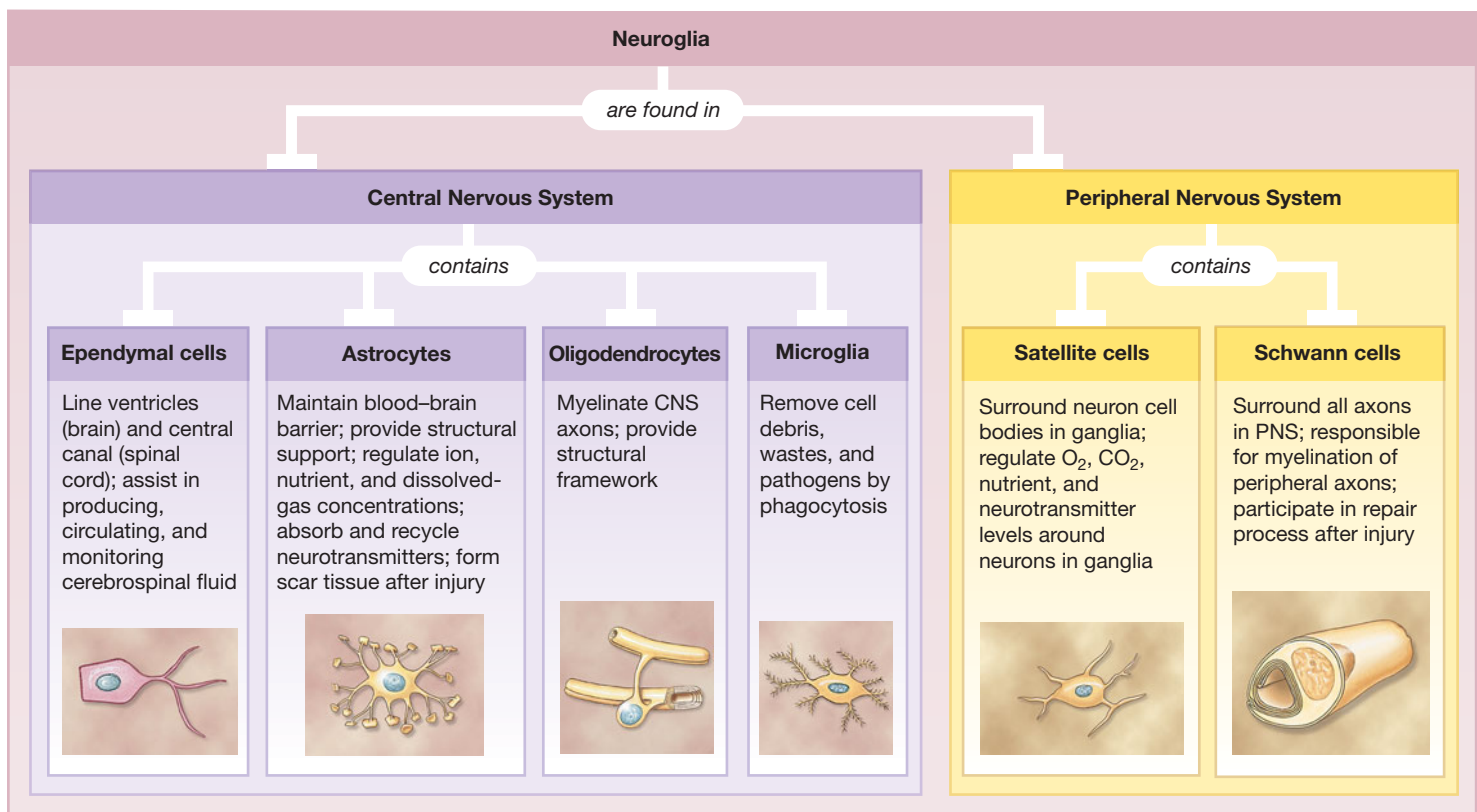 Neuroglia
are found in
Central Nervous System
contains
Ependymal cells
Line ventricles
(brain) and central
canal (spinal
cord); assist in
producing,
circulating, and
monitoring
cerebrospinal fluid
Astrocytes
Maintain blood–brain
barrier; provide structural
support; regulate ion,
nutrient, and dissolved-
gas concentrations;
absorb and recycle
neurotransmitters; form
scar tissue after injury
Oligodendrocytes
Myelinate CNS
axons; provide
structural
framework
Microglia
Remove cell
debris,
wastes, and
pathogens by
phagocytosis
Peripheral Nervous System
contains
Satellite cells
Surround neuron cell
bodies in ganglia;
regulate O₂, CO₂,
nutrient, and
neurotransmitter
levels around
neurons in ganglia
Schwann cells
Surround all axons
in PNS; responsible
for myelination of
peripheral axons;
participate in repair
process after injury